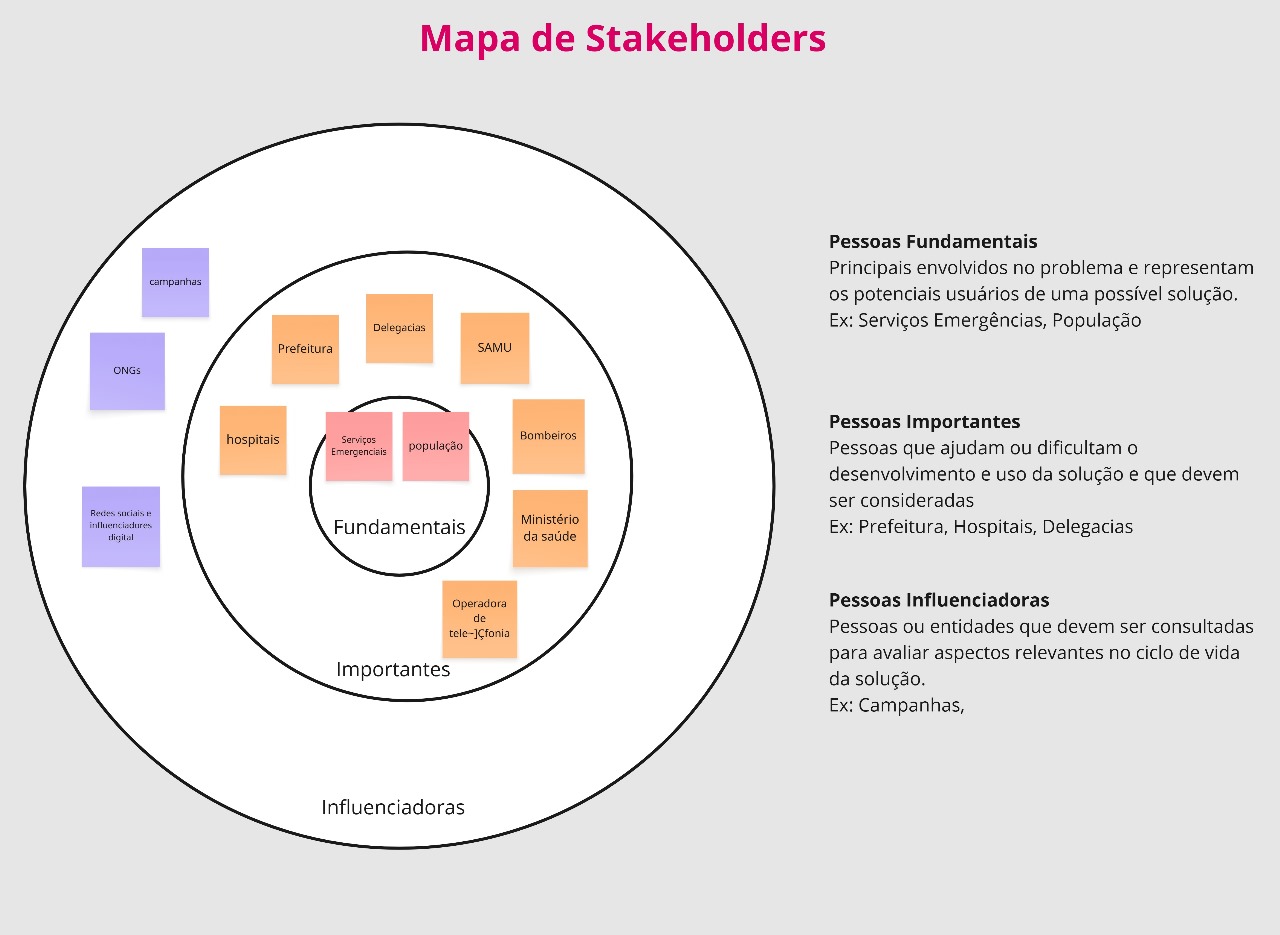 Mapa de Stakeholders
campanhas
ONGs
Redes sociais e
influenciadores
digital
Prefeitura
Delegacias
SAMU
hospitais
Serviços
Emergenciais
população
Bombeiros
Ministério
da saúde
Operadora
de
tele~]Çfonia
Fundamentais
Importantes
Influenciadoras
Pessoas Fundamentais
Principais envolvidos no problema e representam
os potenciais usuários de uma possível solução.
Ex: Serviços Emergências, População
Pessoas Importantes
Pessoas que ajudam ou dificultam o
desenvolvimento e uso da solução e que devem
ser consideradas
Ex: Prefeitura, Hospitais, Delegacias
Pessoas Influenciadoras
Pessoas ou entidades que devem ser consultadas
para avaliar aspectos relevantes no ciclo de vida
da solução.
Ex: Campanhas,